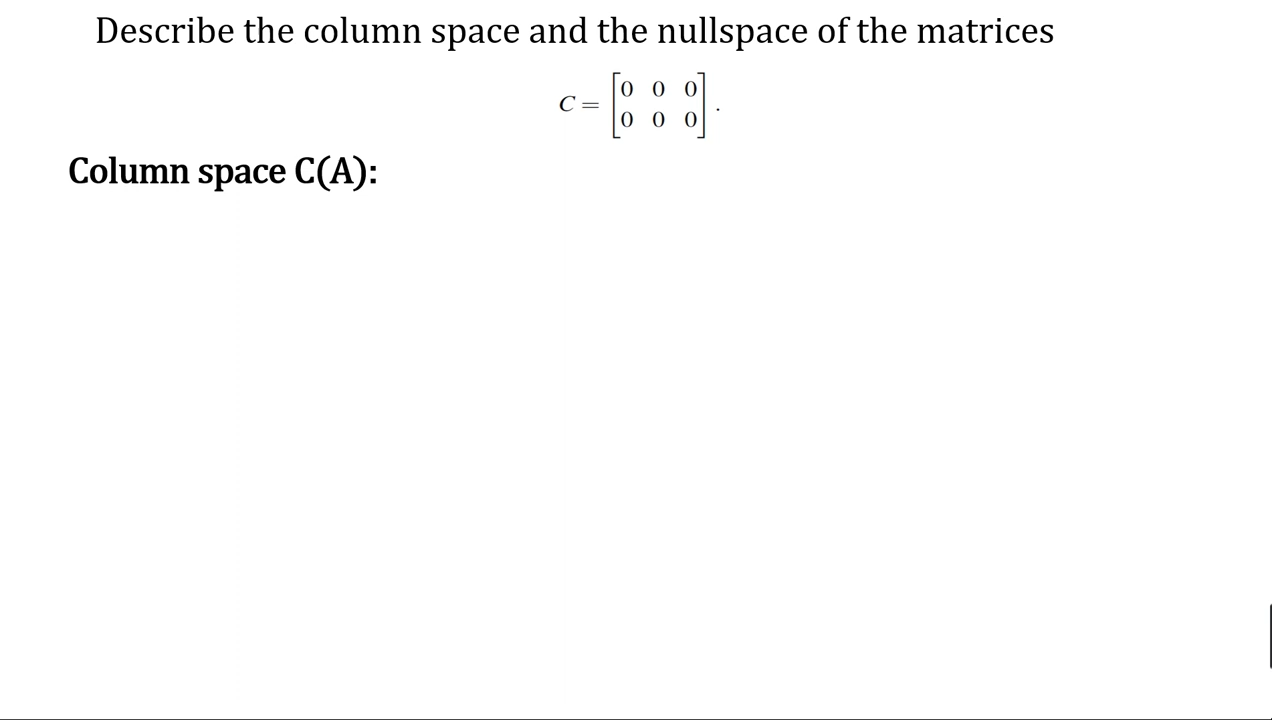 Describe the column space and the nullspace of the matrices
C = [0 0 0
0 0 0] .
Column space C(A):